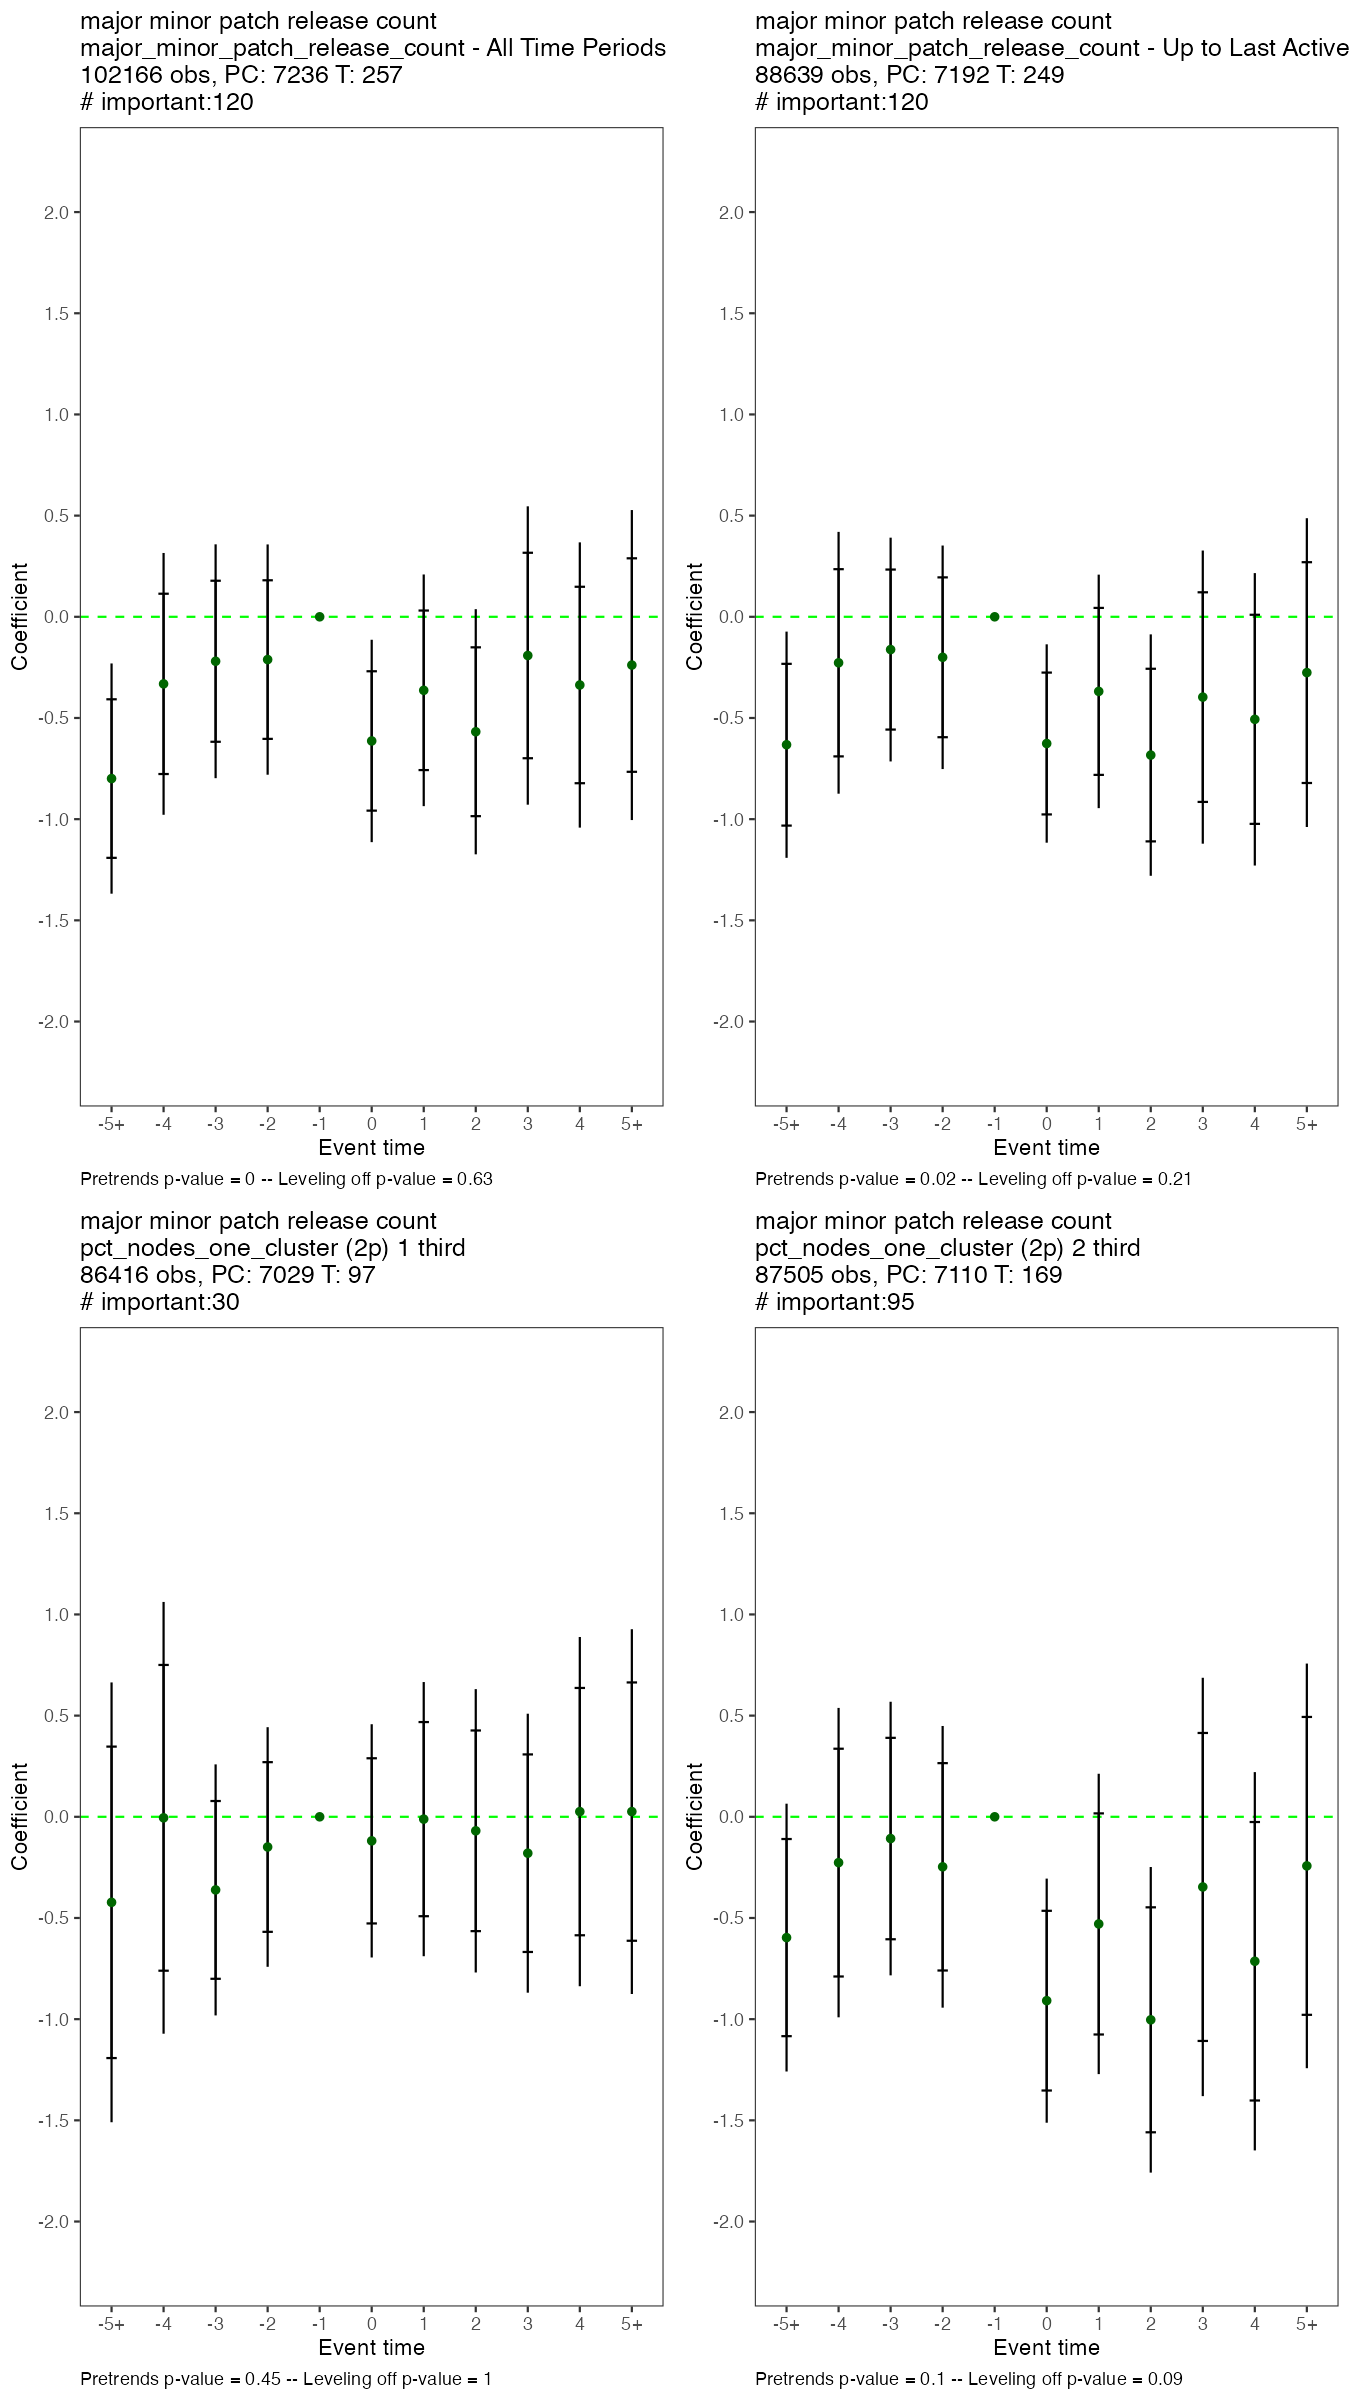 major minor patch release count
major_minor_patch_release_count - All Time Periods
102166 obs, PC: 7236 T: 257
# important:120
2.0
1.5
1.0
0.5
0.0
-0.5
-1.0
-1.5
-2.0
Coefficient
-5+ -4 -3 -2 -1 0 1 2 3 4 5+
Event time
Pretrends p-value = 0 -- Leveling off p-value = 0.63
major minor patch release count
major_minor_patch_release_count - Up to Last Active
88639 obs, PC: 7192 T: 249
# important:120
2.0
1.5
1.0
0.5
0.0
-0.5
-1.0
-1.5
-2.0
Coefficient
-5+ -4 -3 -2 -1 0 1 2 3 4 5+
Event time
Pretrends p-value = 0.02 -- Leveling off p-value = 0.21
major minor patch release count
pct_nodes_one_cluster (2p) 1 third
86416 obs, PC: 7029 T: 97
# important:30
2.0
1.5
1.0
0.5
0.0
-0.5
-1.0
-1.5
-2.0
Coefficient
-5+ -4 -3 -2 -1 0 1 2 3 4 5+
Event time
Pretrends p-value = 0.45 -- Leveling off p-value = 1
major minor patch release count
pct_nodes_one_cluster (2p) 2 third
87505 obs, PC: 7110 T: 169
# important:95
2.0
1.5
1.0
0.5
0.0
-0.5
-1.0
-1.5
-2.0
Coefficient
-5+ -4 -3 -2 -1 0 1 2 3 4 5+
Event time
Pretrends p-value = 0.1 -- Leveling off p-value = 0.09